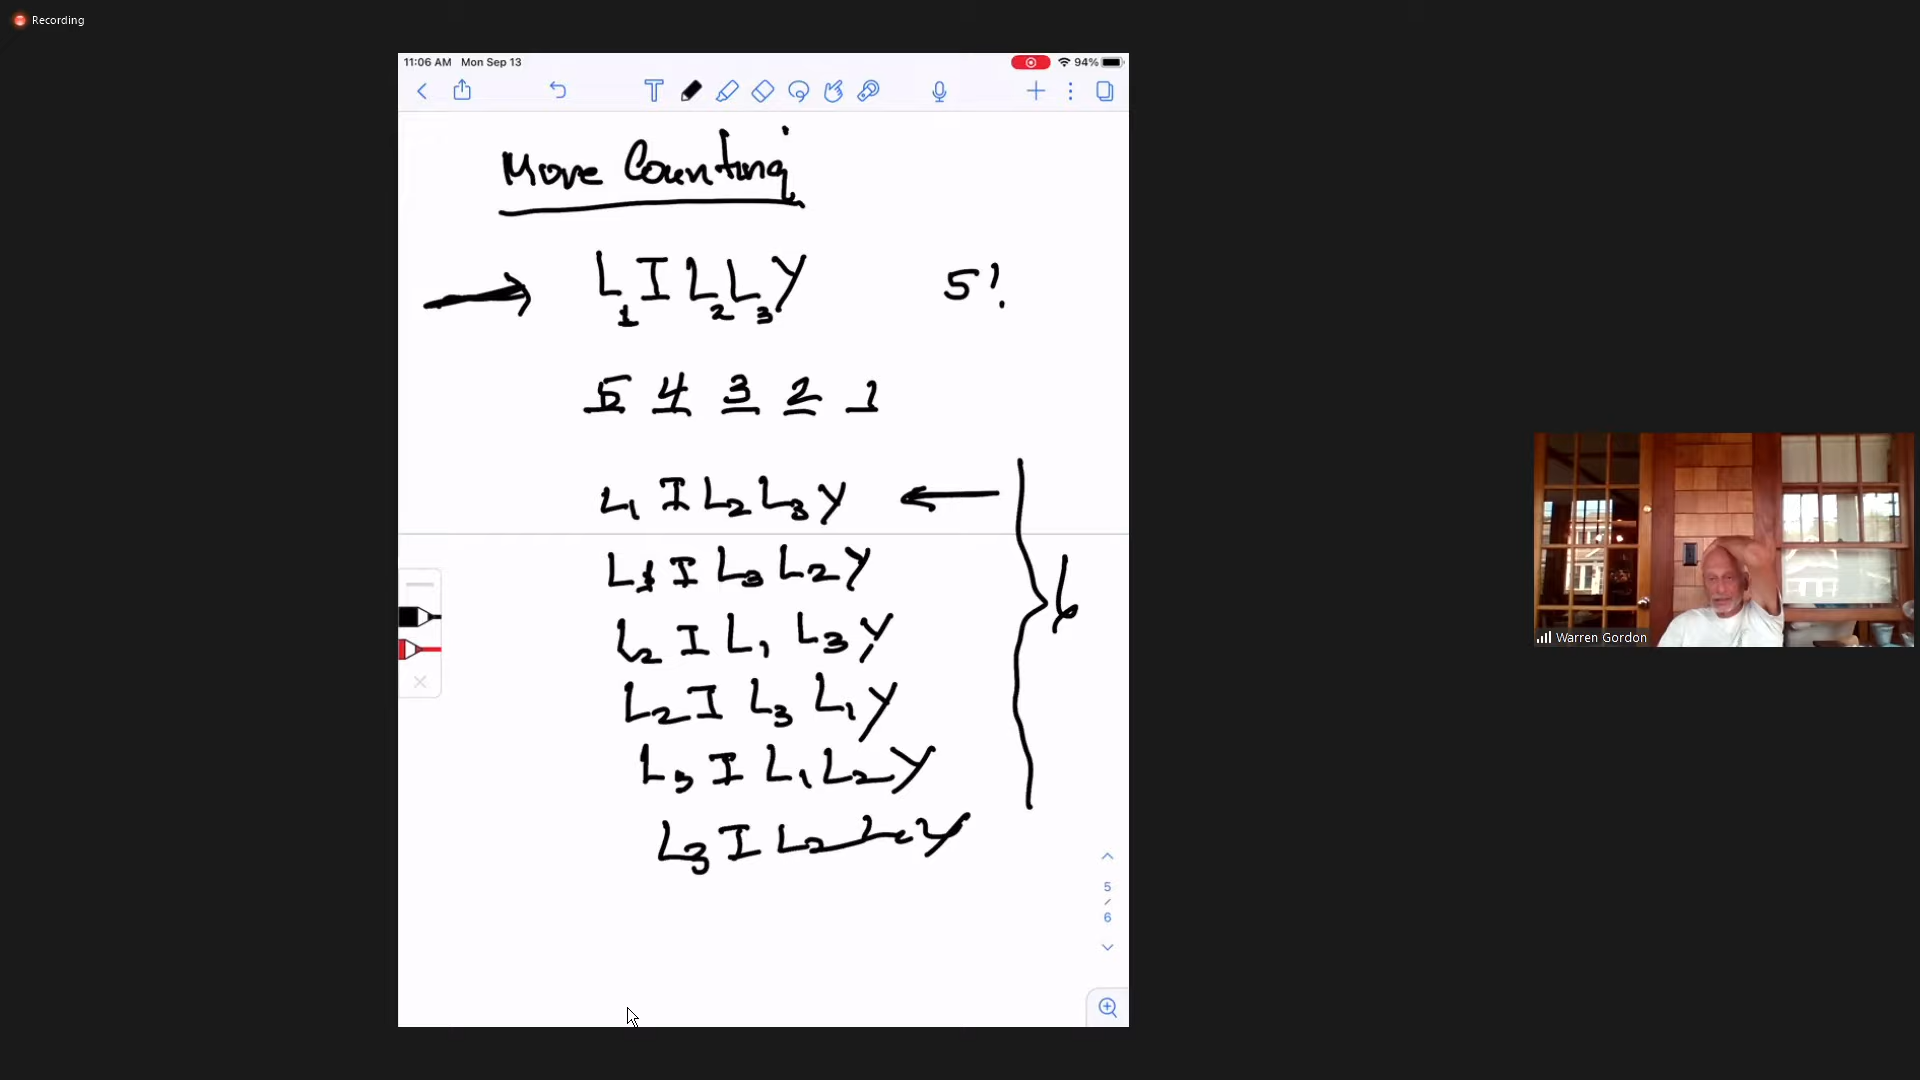 Recording
11:06 AM Mon Sep 13
94%
T
More Counting
L₁ I L₂ L₃ Y 5!
5 4 3 2 1
L₁ I L₂ L₃ Y
L₁ I L₃ L₂ Y
L₂ I L₁ L₃ Y
6
L₂ I L₃ L₁ Y
L₃ I L₁ L₂ Y
L₃ I L₂ L Y
5
/
6
Warren Gordon